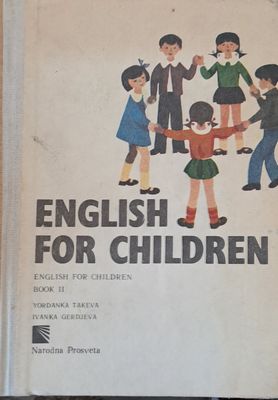 ENGLISH
FOR CHILDREN
ENGLISH FOR CHILDREN
BOOK II
YORDANKA TAKEVA
IVANKA GERDJEVA
Narodna Prosveta